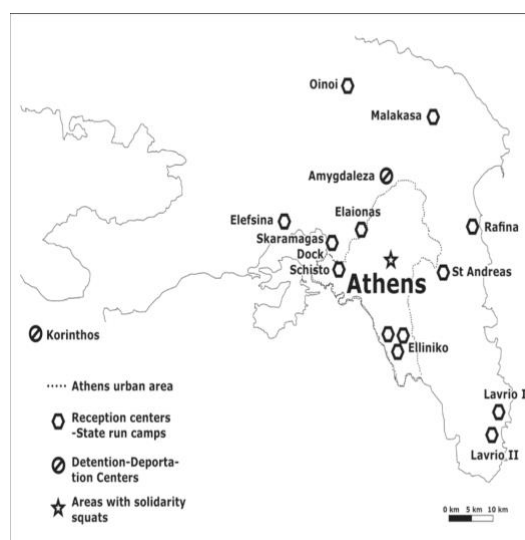 Oinoi
Malakasa
Amygdaleza
Elefsina
Elaionas
Rafina
Skaramagas
Dock
Schisto
St Andreas
Athens
Korinthos
Elliniko
Athens urban area
Lavrio I
Reception centers
-State run camps
Lavrio II
Detention-Deporta-
tion Centers
Areas with solidarity
squats
0 km 5 km 10 km